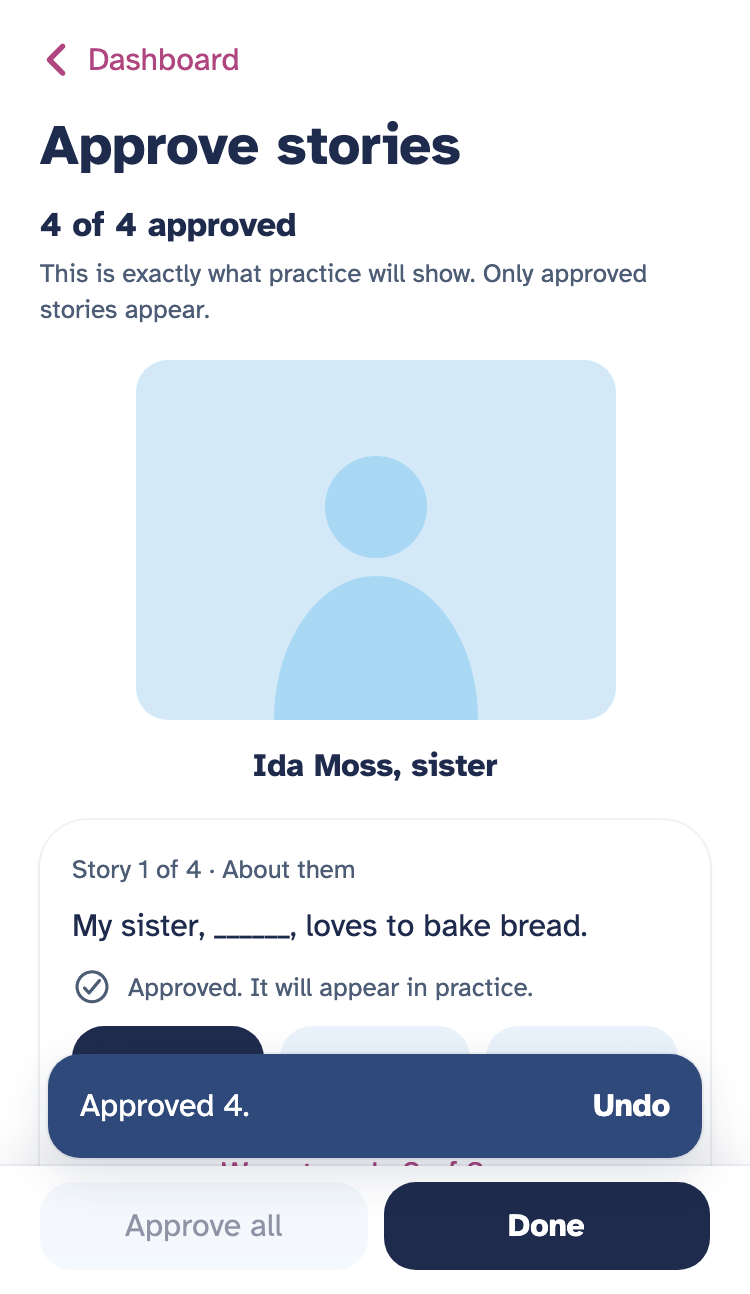 Dashboard
Approve stories
4 of 4 approved
This is exactly what practice will show. Only approved
stories appear.
Ida Moss, sister
Story 1 of 4 · About them
My sister, ______, loves to bake bread.
Approved. It will appear in practice.
Approved 4.
Undo
Approve all
Done